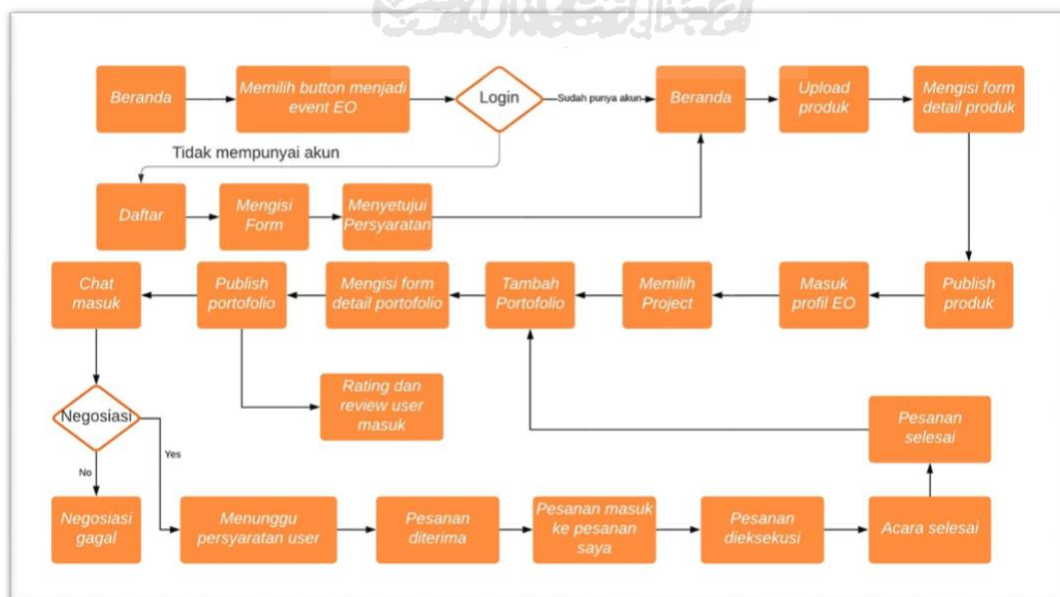 Beranda
Memilih button menjadi
event EO
Login
Sudah punya akun
Beranda
Upload
produk
Mengisi form
detail produk
Tidak mempunyai akun
Daftar
Mengisi
Form
Menyetujui
Persyaratan
Chat
masuk
Publish
portofolio
Mengisi form
detail portofolio
Tambah
Portofolio
Memilih
Project
Masuk
profil EO
Publish
produk
Rating dan
review user
masuk
Negosiasi
Pesanan
selesai
Yes
No
Negosiasi
gagal
Menunggu
persyaratan user
Pesanan
diterima
Pesanan masuk
ke pesanan
saya
Pesanan
dieksekusi
Acara selesai